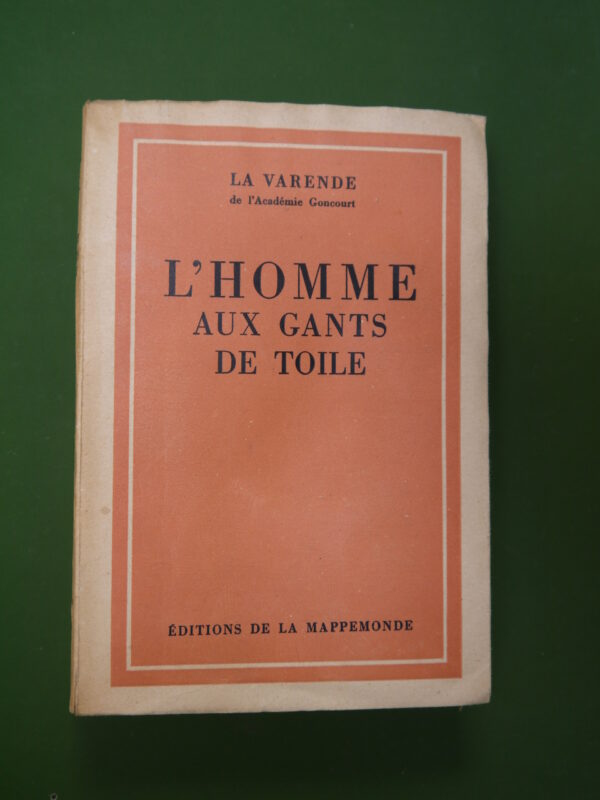 LA VARENDE
de l'Académie Goncourt
L'HOMME
AUX GANTS
DE TOILE
ÉDITIONS DE LA MAPPEMONDE